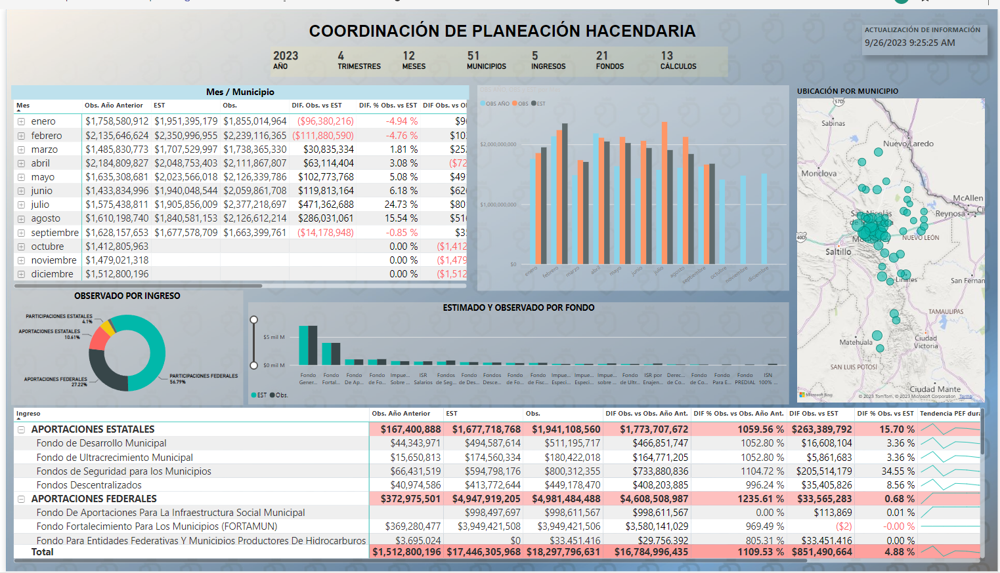 COORDINACIÓN DE PLANEACIÓN HACENDARIA
ACTUALIZACIÓN DE INFORMACIÓN
9/26/2023 9:25:25 AM
2023 4 12 51 5 21 13
AÑO TRIMESTRES MESES MUNICIPIOS INGRESOS FONDOS CÁLCULOS
Mes / Municipio
Mes Obs. Año Anterior EST Obs. DIF. Obs. vs EST DIF. % Obs. vs EST DIF Obs. vs Ol
enero $1,758,580,912 $1,951,395,179 $1,855,014,964 ($96,380,216) -4.94 % $9
febrero $2,135,646,624 $2,350,996,955 $2,239,116,365 ($111,880,590) -4.76 % $10
marzo $1,485,830,773 $1,707,529,997 $1,738,365,330 $30,835,334 1.81 % $25
abril $2,184,809,827 $2,048,753,403 $2,111,867,807 $63,114,404 3.08 % ($72
mayo $1,635,308,681 $2,023,566,018 $2,126,339,786 $102,773,768 5.08 % $49
junio $1,433,834,996 $1,940,048,544 $2,059,861,708 $119,813,164 6.18 % $62
julio $1,575,438,811 $1,905,856,009 $2,377,218,697 $471,362,688 24.73 % $80
agosto $1,610,198,740 $1,840,581,153 $2,126,612,214 $286,031,061 15.54 % $51
septiembre $1,628,157,653 $1,677,578,709 $1,663,399,761 ($14,178,948) -0.85 % $3
octubre $1,412,805,963 0.00 % ($1,412
noviembre $1,479,021,318 0.00 % ($1,479
diciembre $1,512,800,196 0.00 % ($1,512
OBS AÑO OBS EST
$2,000,000,000
$1,000,000,000
$0
enero febrero marzo abril mayo junio julio agosto septiembre octubre noviembre diciembre
UBICACIÓN POR MUNICIPIO
57D
Sabinas
Nuevo Laredo
Monclova
McAllen
Reynosa
San Nicolás
40D
NUEVO LEÓN
Saltillo
Linares
San Fernan
TAMAULIPAS
Matehuala
Ciudad
Victoria
SAN LUIS POTOSÍ
Ciudad Mante
Microsoft Bing
© 2023 TomTom, © 2023 Microsoft Corporation Terms
OBSERVADO POR INGRESO
PARTICIPACIONES ESTATALES
4.1%
APORTACIONES ESTATALES
10.61%
APORTACIONES FEDERALES
27.22%
PARTICIPACIONES FEDERALES
56.79%
ESTIMADO Y OBSERVADO POR FONDO
$5 mil M
$0 mil M
Fondo Fondo Fondo Fondo Impue... ISR Fondos Fondo Fondos Fondo Fondo Impue... Impue... Impue... Fondo ISR por Derec... Fondo Fondo Fondo ISN
Gener... Fortal... De Ap... de Fo... Sobre ... Salarios de Seg... de Des... Desce... de Fo... de Fisc... Especi... Especi... sobre ... de Ultr... Enajen... de Co... de Co... Para E... PREDIAL 100% ...
EST Obs.
Ingreso Obs. Año Anterior EST Obs. DIF Obs. vs Obs. Año Ant. DIF % Obs. vs Obs. Año Ant. DIF Obs. vs EST DIF % Obs. vs EST Tendencia PEF dura
APORTACIONES ESTATALES $167,400,888 $1,677,718,768 $1,941,108,560 $1,773,707,672 1059.56 % $263,389,792 15.70 %
Fondo de Desarrollo Municipal $44,343,971 $494,587,614 $511,195,717 $466,851,747 1052.80 % $16,608,104 3.36 %
Fondo de Ultracrecimiento Municipal $15,650,813 $174,560,334 $180,422,018 $164,771,205 1052.80 % $5,861,683 3.36 %
Fondos de Seguridad para los Municipios $66,431,519 $594,798,176 $800,312,355 $733,880,836 1104.72 % $205,514,179 34.55 %
Fondos Descentralizados $40,974,586 $413,772,644 $449,178,470 $408,203,885 996.24 % $35,405,826 8.56 %
APORTACIONES FEDERALES $372,975,501 $4,947,919,205 $4,981,484,488 $4,608,508,987 1235.61 % $33,565,283 0.68 %
Fondo De Aportaciones Para La Infraestructura Social Municipal $998,497,697 $998,611,567 $998,611,567 0.00 % $113,869 0.01 %
Fondo Fortalecimiento Para Los Municipios (FORTAMUN) $369,280,477 $3,949,421,508 $3,949,421,506 $3,580,141,029 969.49 % ($2) -0.00 %
Fondo Para Entidades Federativas Y Municipios Productores De Hidrocarburos $3,695,024 $0 $33,451,416 $29,756,392 805.31 % $33,451,416 0.00 %
Total $1,512,800,196 $17,446,305,968 $18,297,796,631 $16,784,996,435 1109.53 % $851,490,664 4.88 %